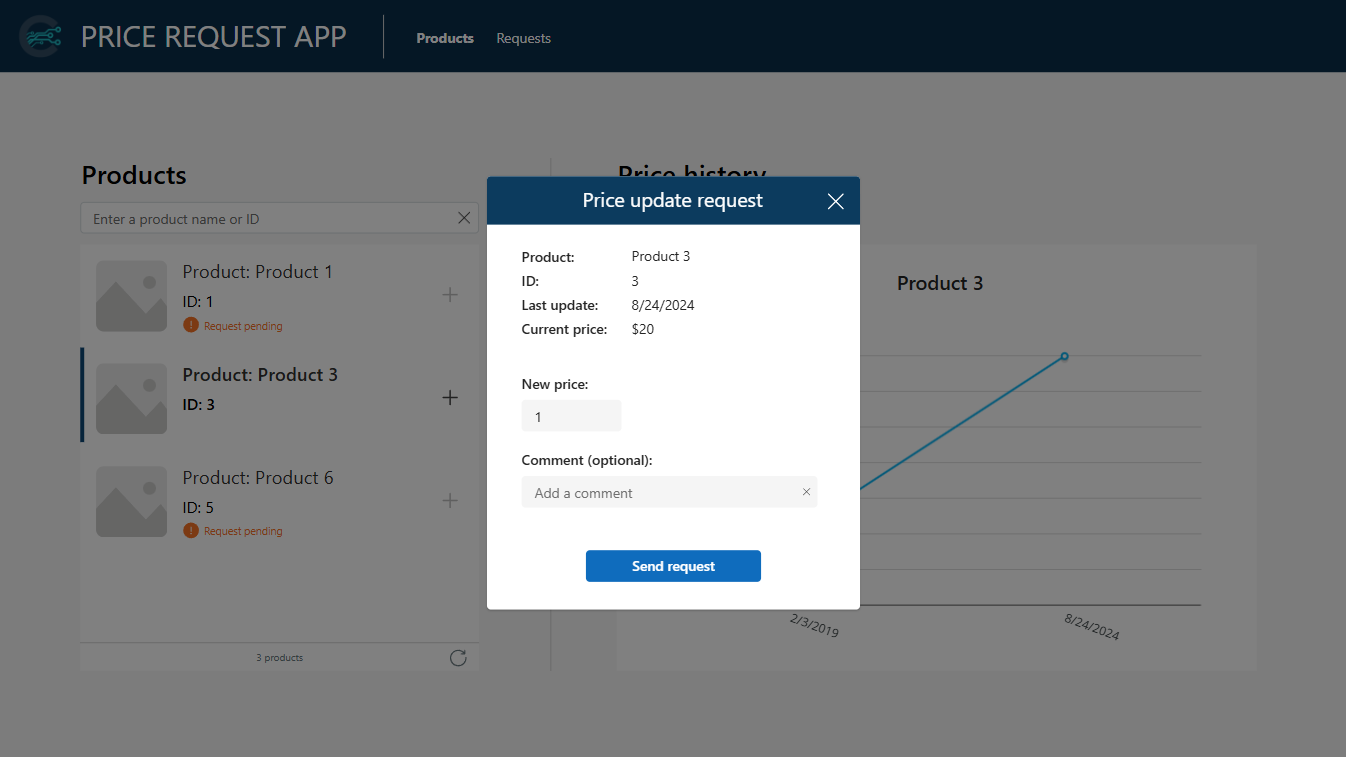 PRICE REQUEST APP
Products
Requests
Products
Enter a product name or ID
Product: Product 1
ID: 1
Request pending
Product: Product 3
ID: 3
Product: Product 6
ID: 5
Request pending
3 products
Price history
Product 3
2/3/2019
8/24/2024
Price update request
Product: Product 3
ID: 3
Last update: 8/24/2024
Current price: $20
New price:
1
Comment (optional):
Add a comment
Send request